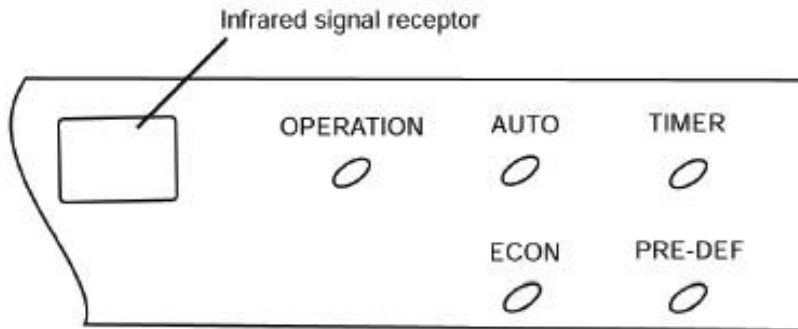 Infrared signal receptor
OPERATION AUTO TIMER
ECON PRE-DEF